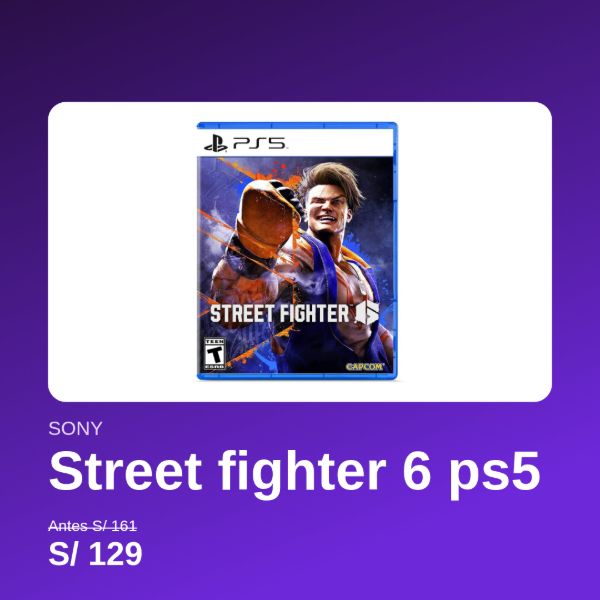 PS5
STREET FIGHTER 6
TEEN
T
ESRB
CAPCOM
SONY
Street fighter 6 ps5
Antes S/ 161
S/ 129